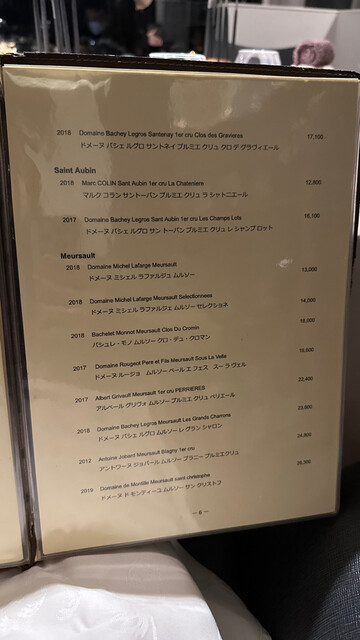 2018 Domaine Bachey Legros Santenay 1er cru Clos des Gravieres 17,100
ドメーヌ バシェ ルグロ サントネイ プルミエ クリュ クロ デ グラヴィエール
Saint Aubin
2018 Marc COLIN Sant Aubin 1er cru La Chateniere 12,800
マルク コラン サントーバン プルミエ クリュ ラ シャトニエール
2017 Domaine Bachey Legros Sant Aubin 1er cru Les Champs Lots 16,100
ドメーヌ バシェ ルグロ サン トーバン プルミエ クリュ レ シャンプ ロット
Meursault
2018 Domaine Michel Lafarge Meursault 13,000
ドメーヌ ミシェル ラファルジュ ムルソー
2018 Domaine Michel Lafarge Meursault Selectionnees 14,000
ドメーヌ ミシェル ラファルジェ ムルソー セレクショネ
2018 Bachelet Monnot Meursault Clos Du Cromin 16,000
バシュレ・モノ ムルソー クロ・デュ・クロマン
2017 Domaine Rougeot Pere et Fils Meursault Sous La Velle 16,600
ドメーヌ ルージョ ムルソー ペール エ フェス スー ラ ヴェル
2017 Albert Grivault Meursault 1er cru PERRIERES 22,400
アルベール グリヴォ ムルソー プルミエ クリュ ペリエール
2018 Domaine Bachey Legros Meursault Les Grands Charrons 23,800
ドメーヌ バシェ ルグロ ムルソー レ グラン シャロン
2013 Antoine Jobard Meursault Blagny 1er cru 24,800
アントワーヌ ジョバール ムルソー ブラニー プルミエクリュ
2019 Domaine de Montille Meursault saint christophe
ドメーヌ ド モンティーユ ムルソー サン クリストフ
– 6 –